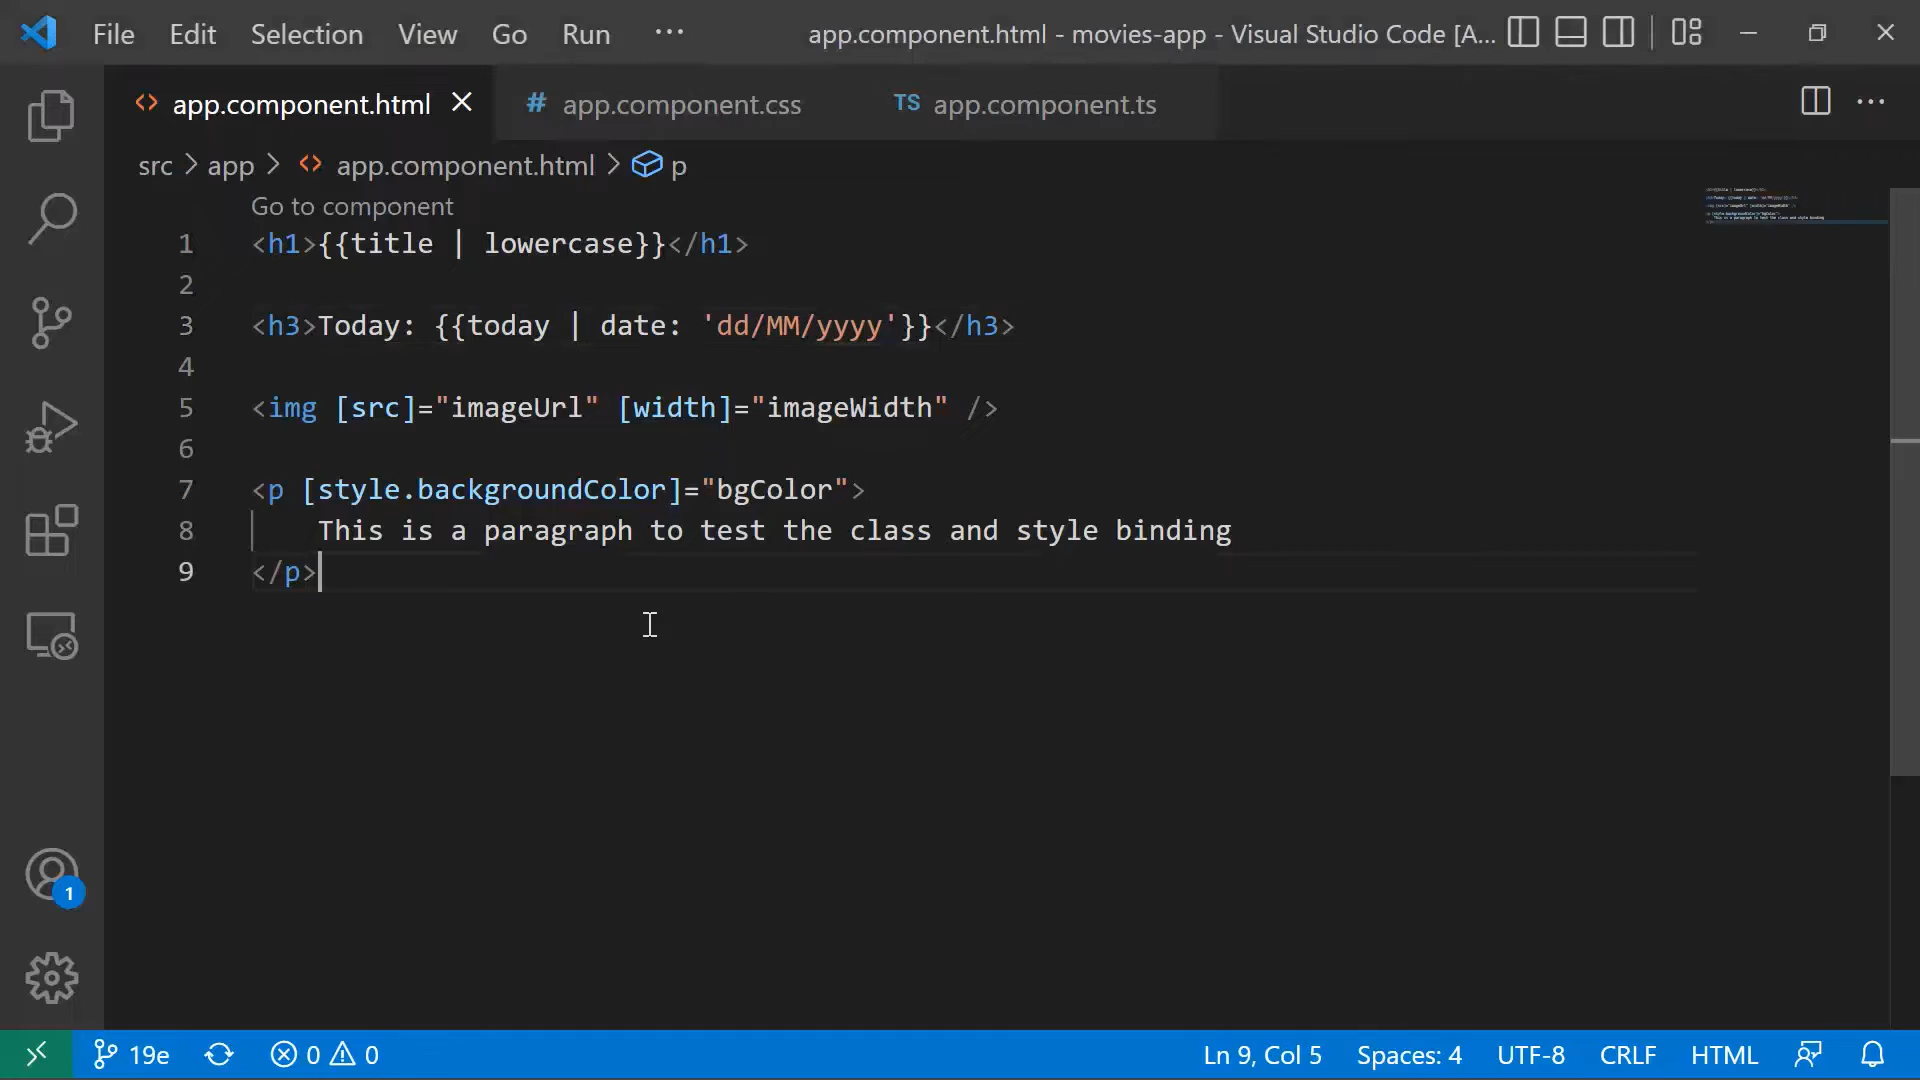 File Edit Selection View Go Run ··· app.component.html - movies-app - Visual Studio Code [A...
app.component.html # app.component.css TS app.component.ts
src > app > <> app.component.html > p
Go to component
1 <h1>{{title | lowercase}}</h1>
2
3 <h3>Today: {{today | date: 'dd/MM/yyyy'}}</h3>
4
5 <img [src]="imageUrl" [width]="imageWidth" />
6
7 <p [style.backgroundColor]="bgColor">
8 This is a paragraph to test the class and style binding
9 </p>
1
19e 0 0 Ln 9, Col 5 Spaces: 4 UTF-8 CRLF HTML